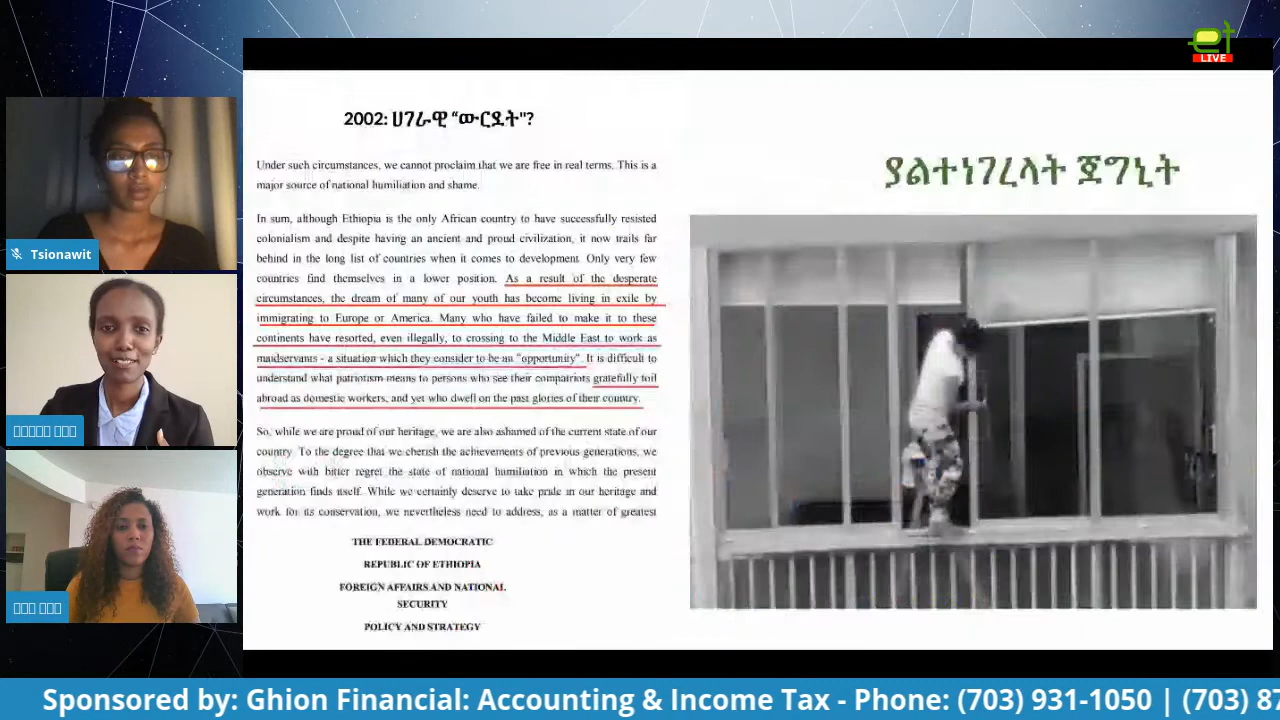 et
LIVE
2002: ሀገራዊ “ውርደት"?
Under such circumstances, we cannot proclaim that we are free in real terms. This is a
major source of national humiliation and shame.
In sum, although Ethiopia is the only African country to have successfully resisted
colonialism and despite having an ancient and proud civilization, it now trails far
behind in the long list of countries when it comes to development. Only very few
countries find themselves in a lower position. As a result of the desperate
circumstances, the dream of many of our youth has become living in exile by
immigrating to Europe or America. Many who have failed to make it to these
continents have resorted, even illegally, to crossing to the Middle East to work as
maidservants - a situation which they consider to be an "opportunity". It is difficult to
understand what patriotism means to persons who see their compatriots gratefully toil
abroad as domestic workers, and yet who dwell on the past glories of their country.
So, while we are proud of our heritage, we are also ashamed of the current state of our
country. To the degree that we cherish the achievements of previous generations, we
observe with bitter regret the state of national humiliation in which the present
generation finds itself. While we certainly deserve to take pride in our heritage and
work for its conservation, we nevertheless need to address, as a matter of greatest
THE FEDERAL DEMOCRATIC
REPUBLIC OF ETHIOPIA
FOREIGN AFFAIRS AND NATIONAL
SECURITY
POLICY AND STRATEGY
ያልተነገረላት ጀግኒት
Tsionawit
Sponsored by: Ghion Financial: Accounting & Income Tax - Phone: (703) 931-1050 | (703) 87